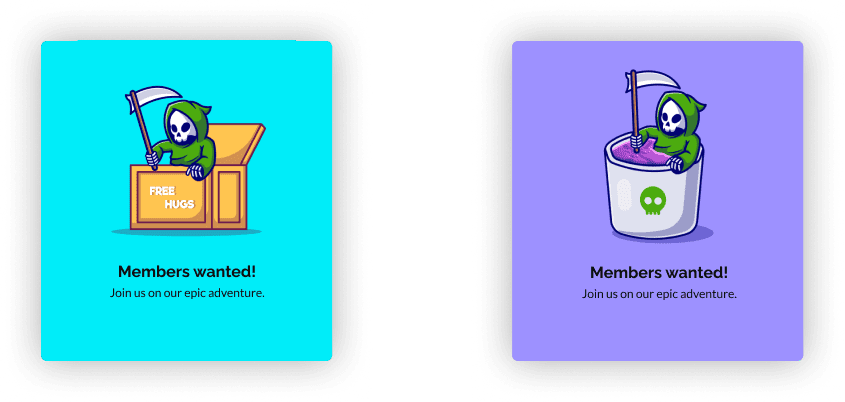 FREE
HUGS
Members wanted!
Join us on our epic adventure.
Members wanted!
Join us on our epic adventure.